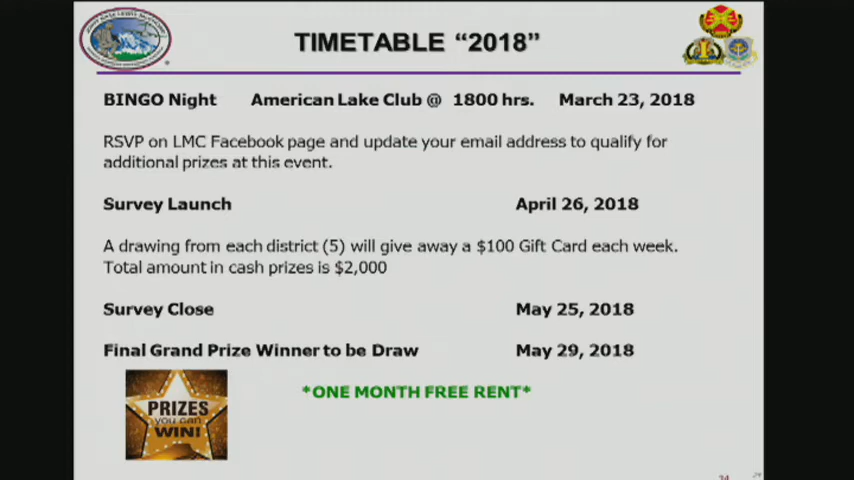 TIMETABLE “2018”
BINGO Night American Lake Club @ 1800 hrs. March 23, 2018
RSVP on LMC Facebook page and update your email address to qualify for
additional prizes at this event.
Survey Launch April 26, 2018
A drawing from each district (5) will give away a $100 Gift Card each week.
Total amount in cash prizes is $2,000
Survey Close May 25, 2018
Final Grand Prize Winner to be Draw May 29, 2018
*ONE MONTH FREE RENT*
PRIZES
you can
WIN!